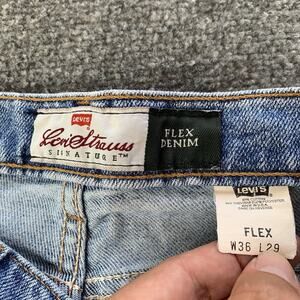 Levi's
Levi Strauss
SIGNATURE™
FLEX
DENIM
Levi's
FLEX
W36 L29